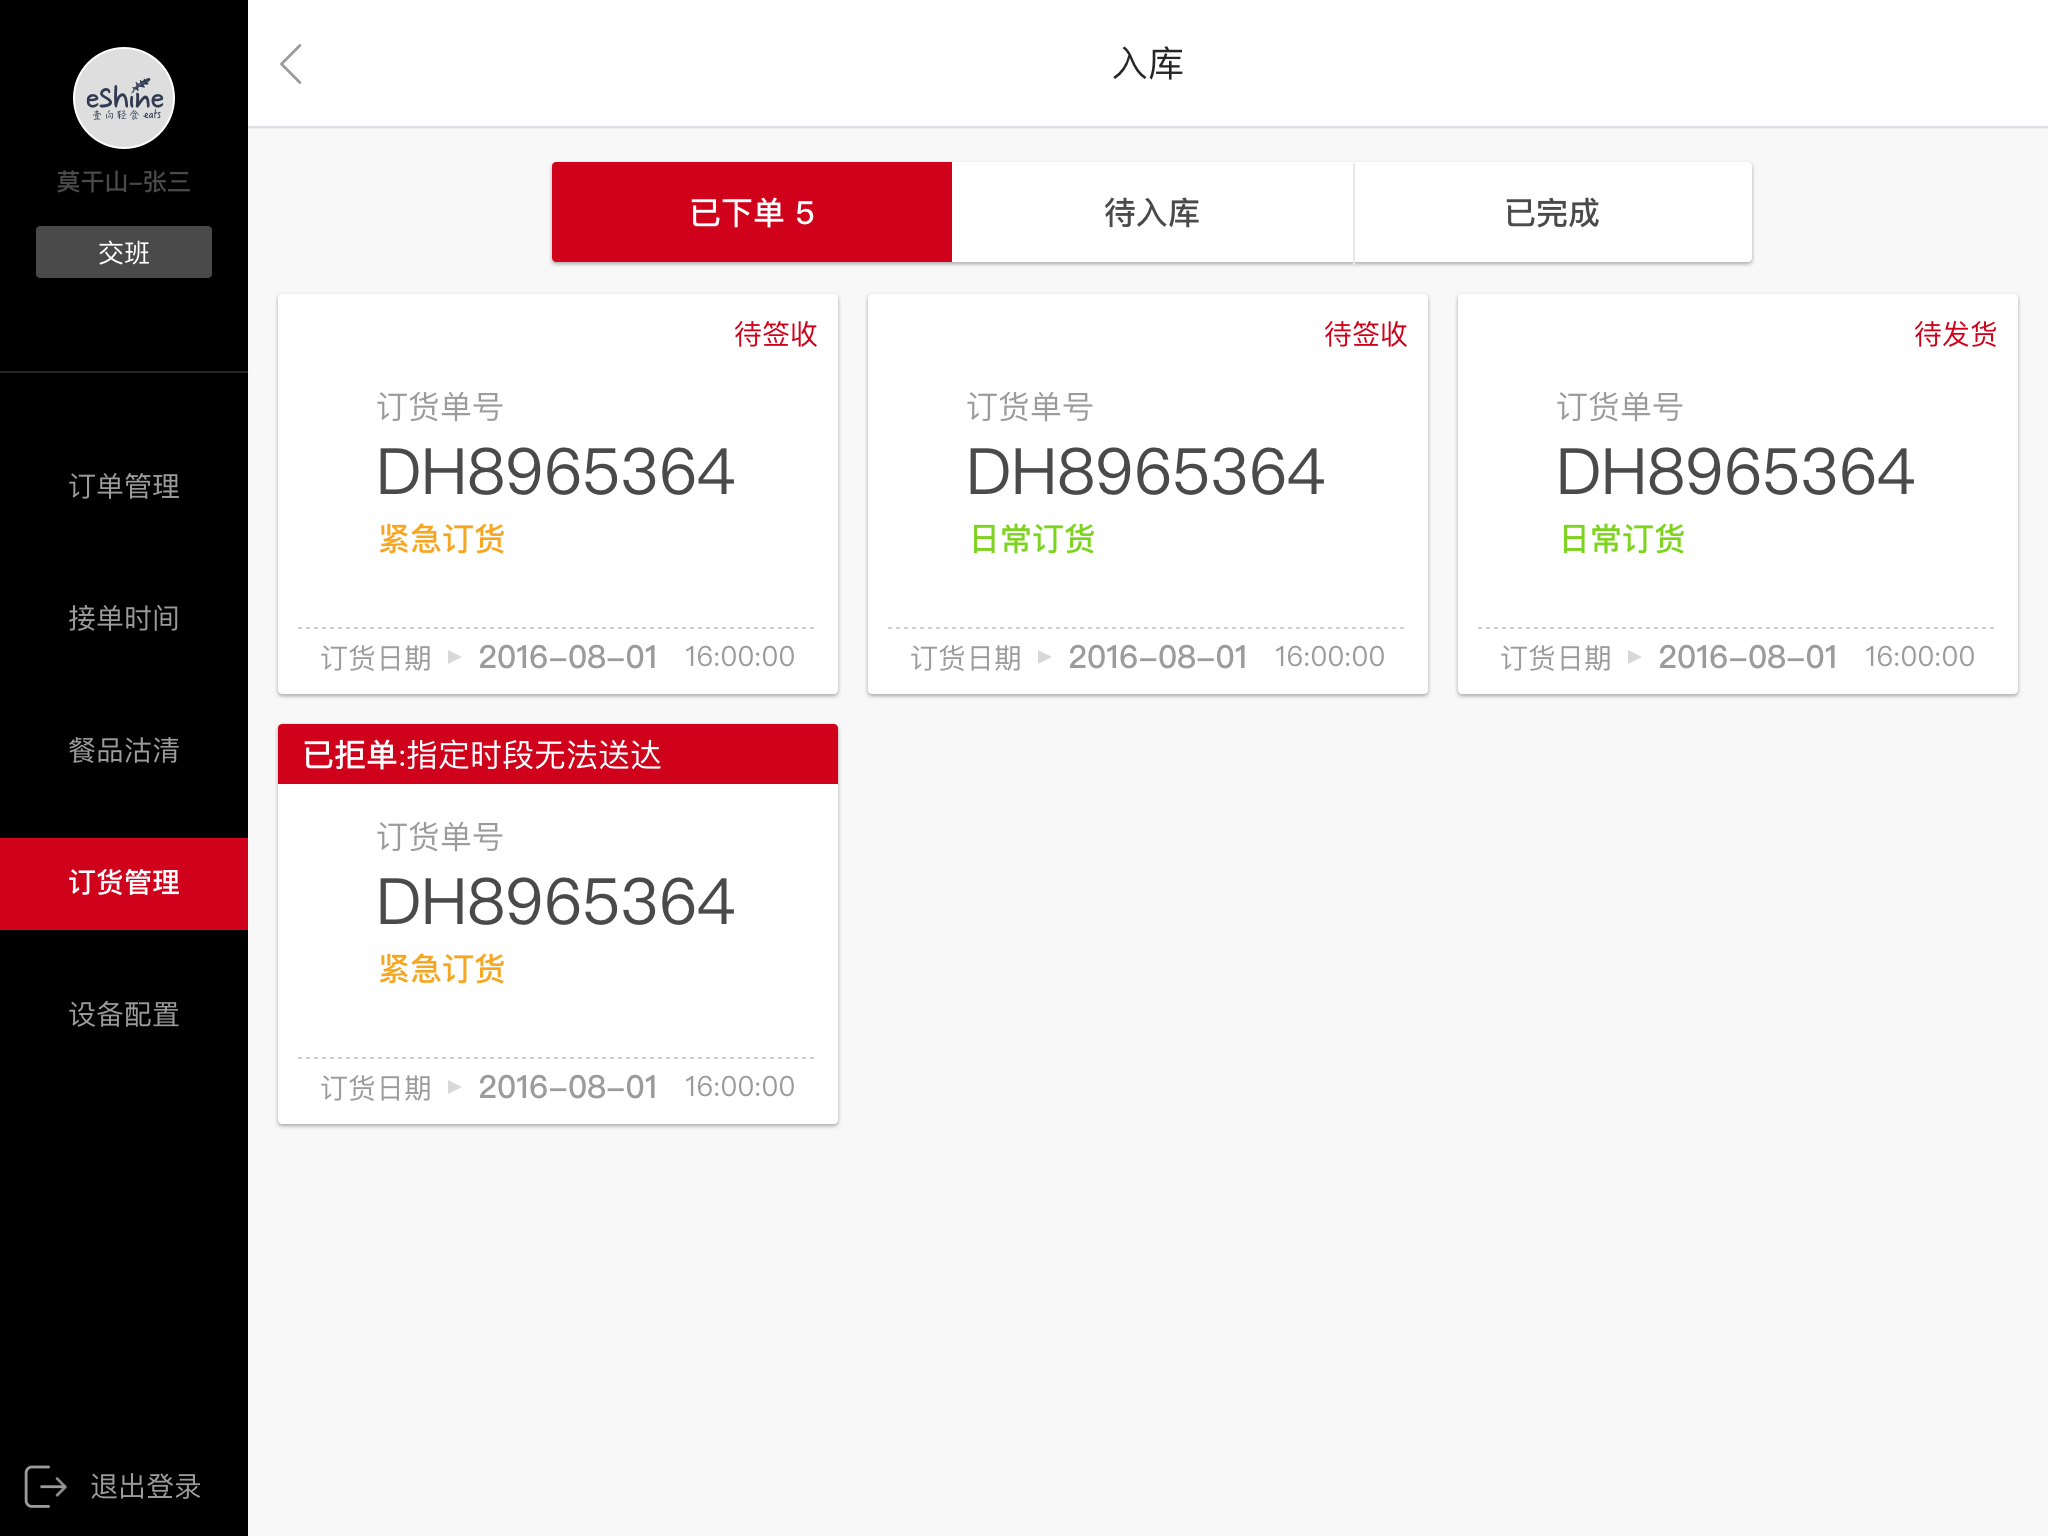 eShine
壹向轻食 eats
莫干山-张三
交班
订单管理
接单时间
餐品沽清
订货管理
设备配置
退出登录
入库
已下单 5
待入库
已完成
待签收
订货单号
DH8965364
紧急订货
订货日期 ▶ 2016-08-01 16:00:00
待签收
订货单号
DH8965364
日常订货
订货日期 ▶ 2016-08-01 16:00:00
待发货
订货单号
DH8965364
日常订货
订货日期 ▶ 2016-08-01 16:00:00
已拒单:指定时段无法送达
订货单号
DH8965364
紧急订货
订货日期 ▶ 2016-08-01 16:00:00